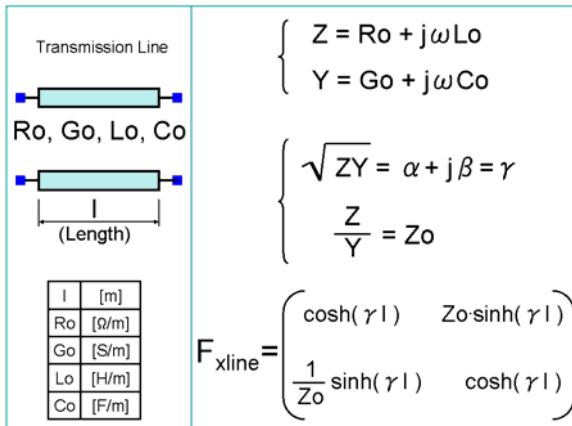 Transmission Line
Ro, Go, Lo, Co
l
(Length)
l [m]
Ro [Ω/m]
Go [S/m]
Lo [H/m]
Co [F/m]
Z = Ro + jωLo
Y = Go + jωCo
√ZY = α + jβ = γ
Z/Y = Zo
Fxline = ( cosh(γl) Zo·sinh(γl)
1/Zo sinh(γl) cosh(γl) )